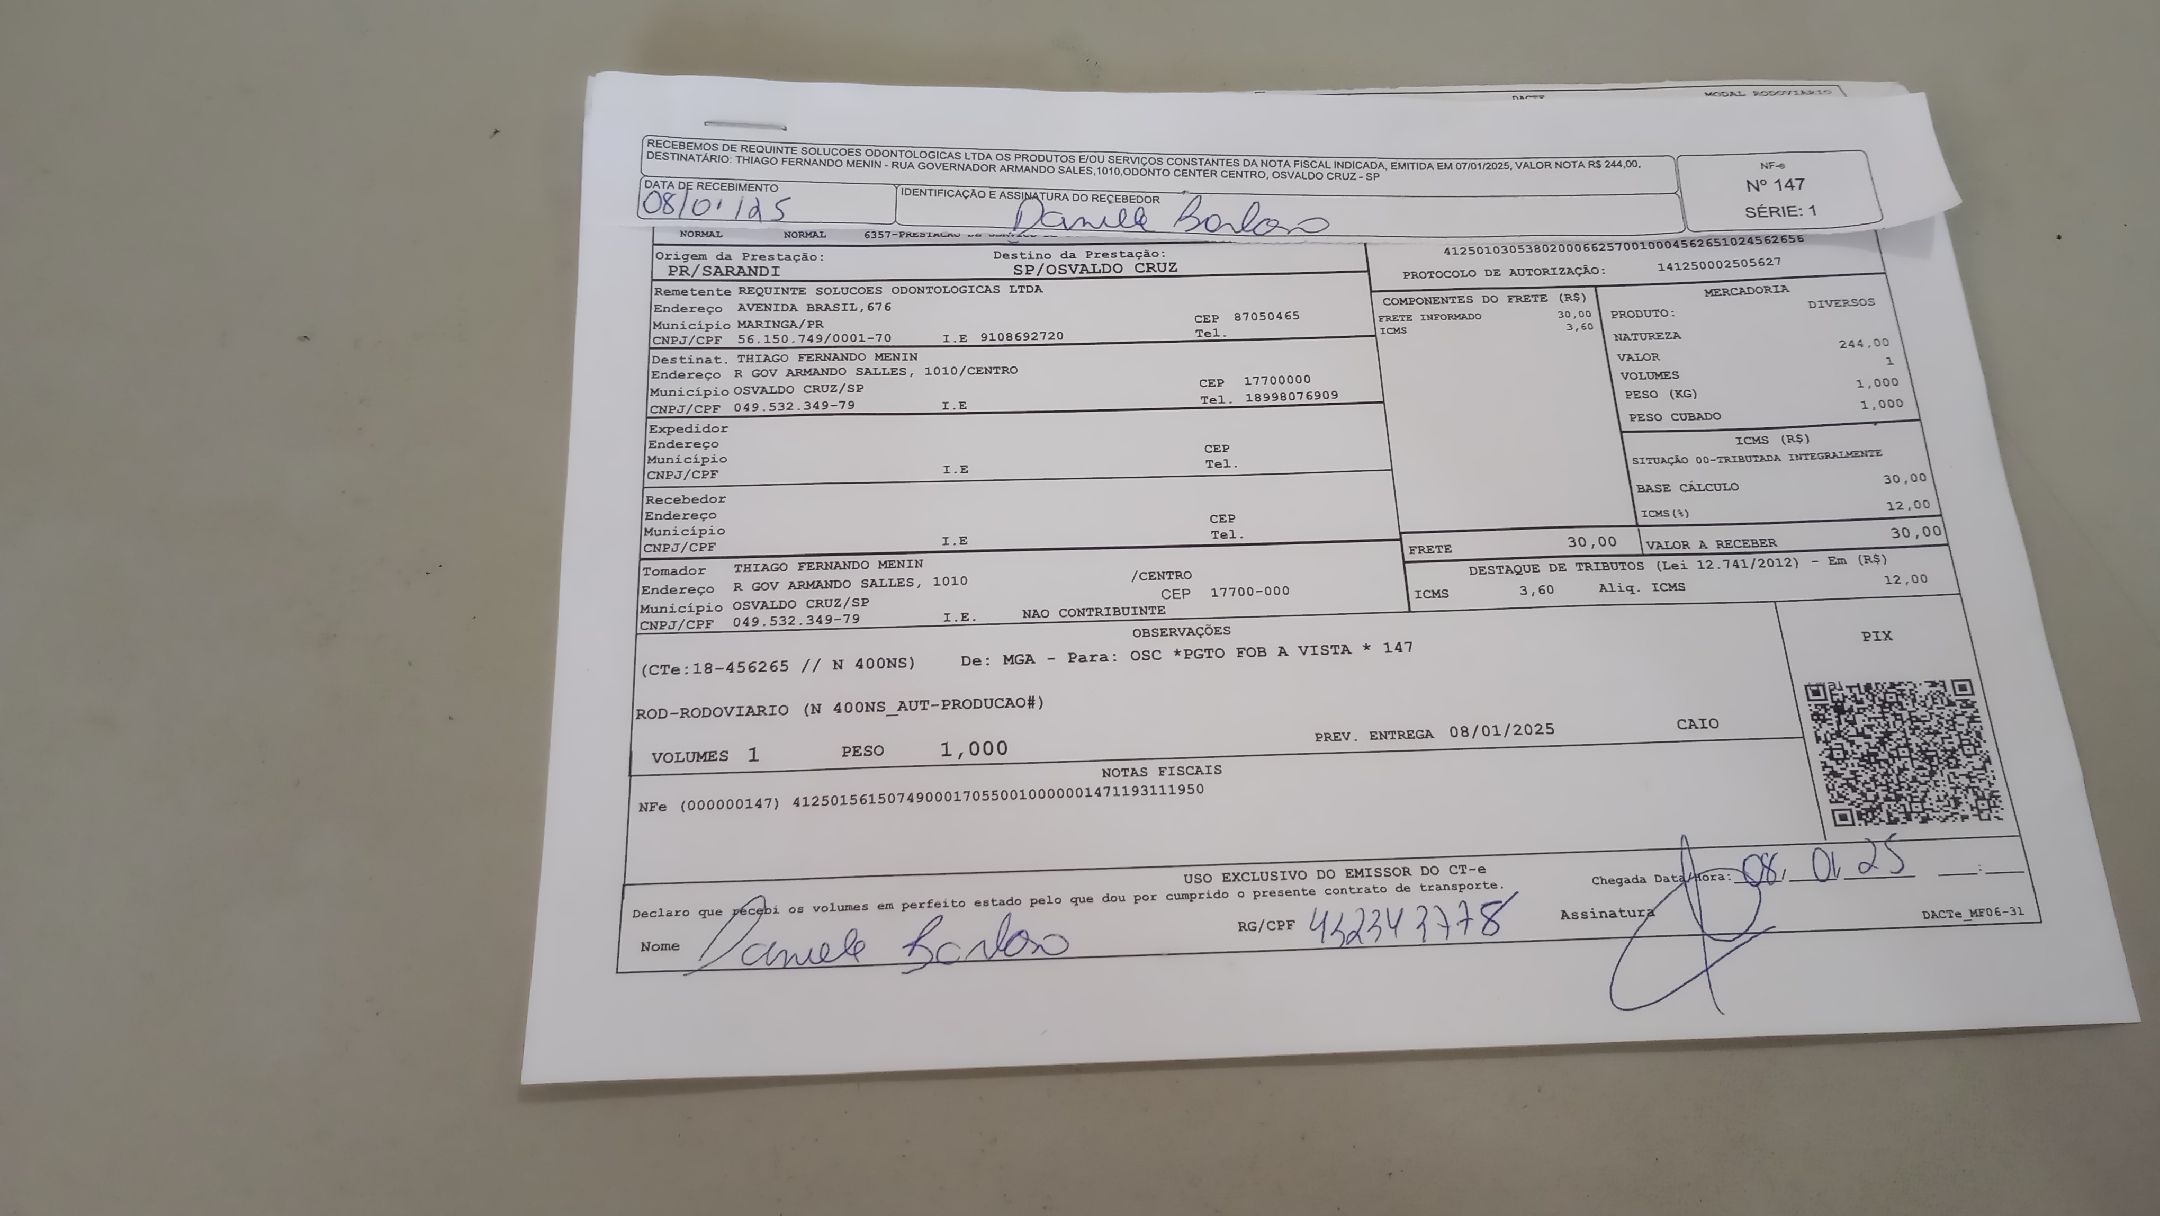 DACTE MODAL RODOVIARIO
RECEBEMOS DE REQUINTE SOLUCOES ODONTOLOGICAS LTDA OS PRODUTOS E/OU SERVIÇOS CONSTANTES DA NOTA FISCAL INDICADA, EMITIDA EM 07/01/2025, VALOR NOTA R$ 244,00,
DESTINATÁRIO: THIAGO FERNANDO MENIN - RUA GOVERNADOR ARMANDO SALES,1010,ODONTO CENTER CENTRO, OSVALDO CRUZ - SP
NF-e
Nº 147
SÉRIE: 1
DATA DE RECEBIMENTO
08/01/25
IDENTIFICAÇÃO E ASSINATURA DO RECEBEDOR
Daniele Barboso
NORMAL NORMAL 6357-PRESTACAO
41250103053802000662570010004562651024562656
Origem da Prestação: Destino da Prestação:
PR/SARANDI SP/OSVALDO CRUZ
PROTOCOLO DE AUTORIZAÇÃO: 141250002505627
Remetente REQUINTE SOLUCOES ODONTOLOGICAS LTDA
Endereço AVENIDA BRASIL,676
Município MARINGA/PR CEP 87050465
CNPJ/CPF 56.150.749/0001-70 I.E 9108692720 Tel.
Destinat. THIAGO FERNANDO MENIN
Endereço R GOV ARMANDO SALLES, 1010/CENTRO
Município OSVALDO CRUZ/SP CEP 17700000
CNPJ/CPF 049.532.349-79 I.E Tel. 18998076909
Expedidor
Endereço
Município CEP
CNPJ/CPF I.E Tel.
Recebedor
Endereço
Município CEP
CNPJ/CPF I.E Tel.
Tomador THIAGO FERNANDO MENIN
Endereço R GOV ARMANDO SALLES, 1010 /CENTRO
Município OSVALDO CRUZ/SP CEP 17700-000
CNPJ/CPF 049.532.349-79 I.E. NAO CONTRIBUINTE
COMPONENTES DO FRETE (R$)
FRETE INFORMADO 30,00
ICMS 3,60
MERCADORIA
PRODUTO: DIVERSOS
NATUREZA
VALOR 244,00
VOLUMES 1
PESO (KG) 1,000
PESO CUBADO 1,000
ICMS (R$)
SITUAÇÃO 00-TRIBUTADA INTEGRALMENTE
BASE CÁLCULO 30,00
ICMS(%) 12,00
FRETE 30,00 VALOR A RECEBER 30,00
DESTAQUE DE TRIBUTOS (Lei 12.741/2012) - Em (R$)
ICMS 3,60 Aliq. ICMS 12,00
OBSERVAÇÕES
(CTe:18-456265 // N 400NS) De: MGA - Para: OSC *PGTO FOB A VISTA * 147
ROD-RODOVIARIO (N 400NS_AUT-PRODUCAO#)
VOLUMES 1 PESO 1,000 PREV. ENTREGA 08/01/2025 CAIO
PIX
NOTAS FISCAIS
NFe (000000147) 41250156150749000170550010000001471193111950
USO EXCLUSIVO DO EMISSOR DO CT-e
Declaro que recebi os volumes em perfeito estado pelo que dou por cumprido o presente contrato de transporte.
Chegada Data/Hora: 08/01/25 __:__
Nome Daniele Barboso RG/CPF 432343778 Assinatura
DACTe_MF06-31